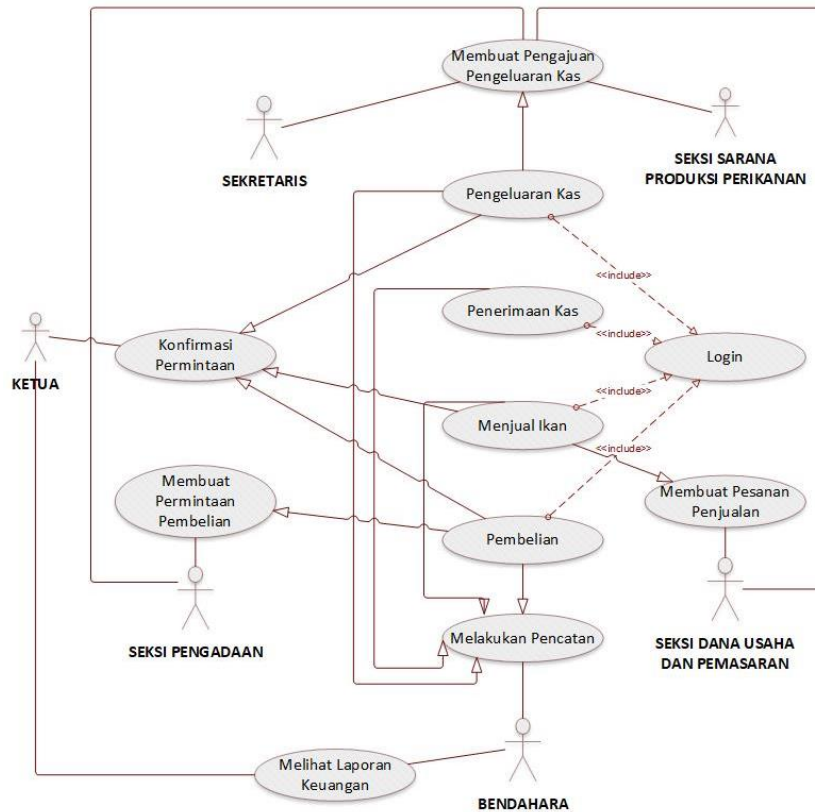 Membuat Pengajuan
Pengeluaran Kas
SEKRETARIS
SEKSI SARANA
PRODUKSI PERIKANAN
Pengeluaran Kas
<<include>>
Penerimaan Kas
<<include>>
KETUA
Konfirmasi
Permintaan
Login
<<include>>
Menjual Ikan
<<include>>
Membuat
Permintaan
Pembelian
Membuat Pesanan
Penjualan
Pembelian
SEKSI PENGADAAN
Melakukan Pencatan
SEKSI DANA USAHA
DAN PEMASARAN
Melihat Laporan
Keuangan
BENDAHARA